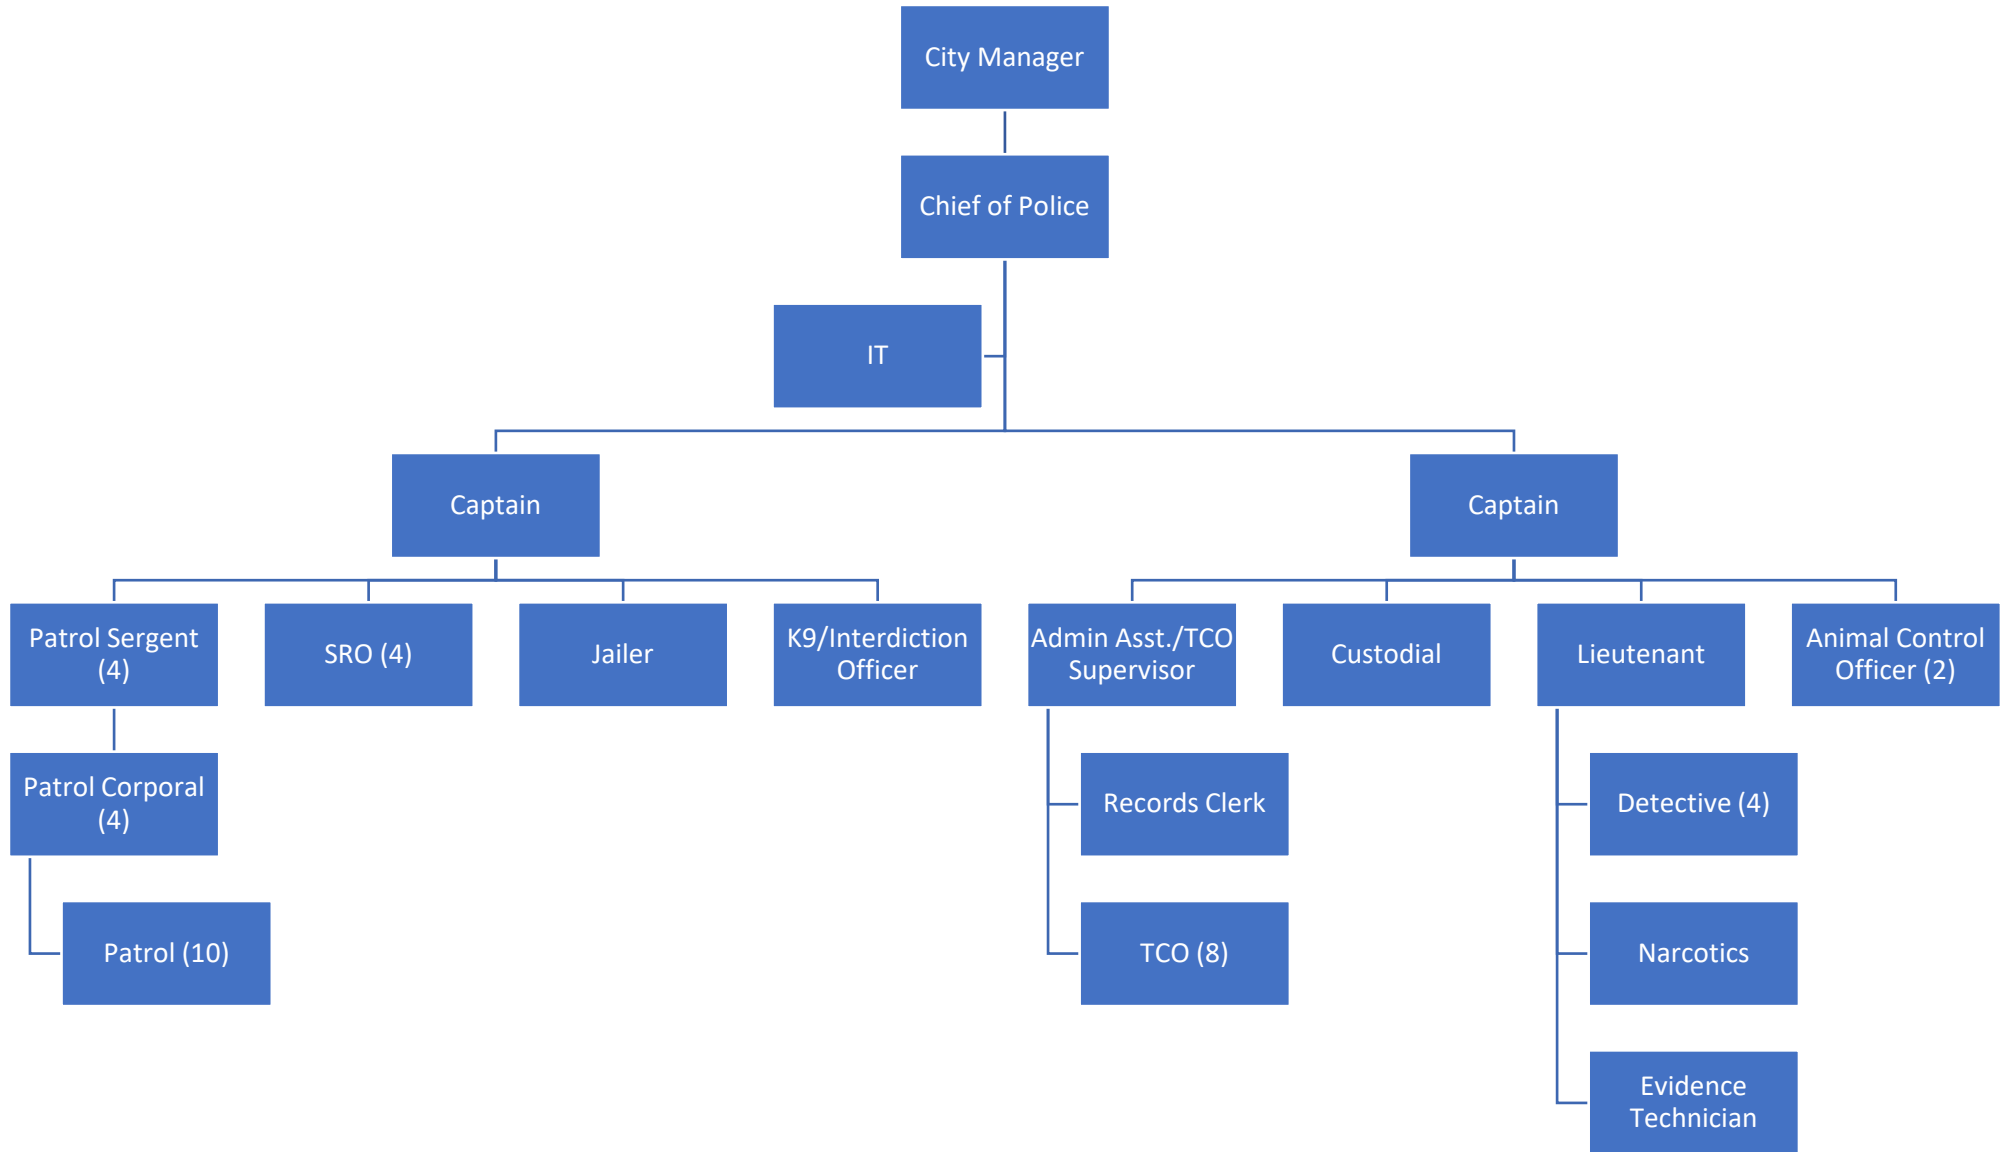 City Manager
Chief of Police
IT
Captain
Captain
Patrol Sergent
(4)
SRO (4)
Jailer
K9/Interdiction
Officer
Admin Asst./TCO
Supervisor
Custodial
Lieutenant
Animal Control
Officer (2)
Patrol Corporal
(4)
Records Clerk
Detective (4)
Patrol (10)
TCO (8)
Narcotics
Evidence
Technician